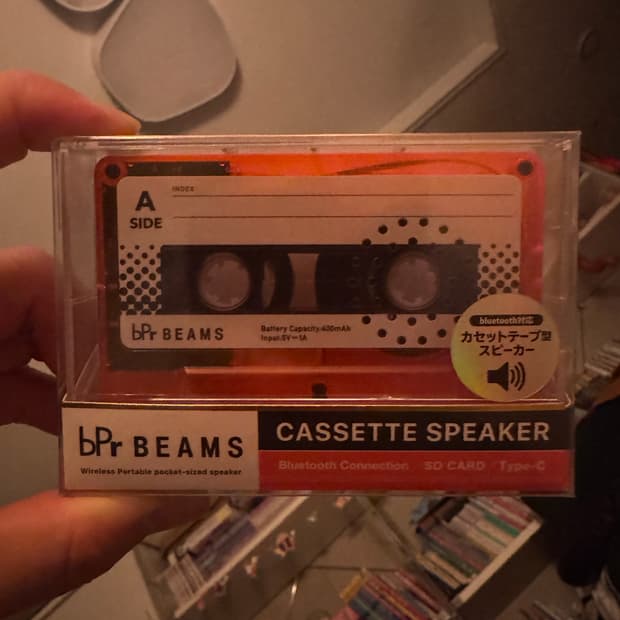 A
SIDE
INDEX
bPr BEAMS
Battery Capacity:400mAh
Input:5V⎓1A
bluetooth対応
カセットテープ型
スピーカー
bPr BEAMS
Wireless Portable pocket-sized speaker
CASSETTE SPEAKER
Bluetooth Connection SD CARD Type-C